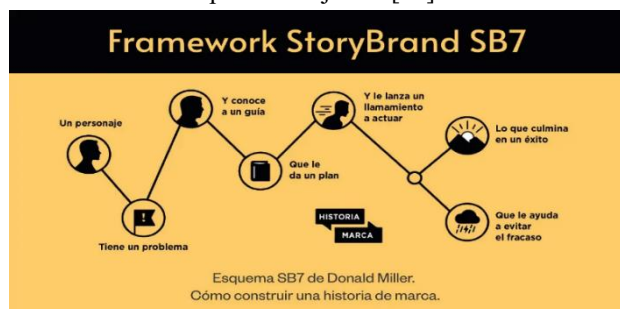 Framework StoryBrand SB7
Un personaje
Tiene un problema
Y conoce
a un guía
Que le
da un plan
Y le lanza un
llamamiento
a actuar
Lo que culmina
en un éxito
Que le ayuda
a evitar
el fracaso
HISTORIA
MARCA
Esquema SB7 de Donald Miller.
Cómo construir una historia de marca.